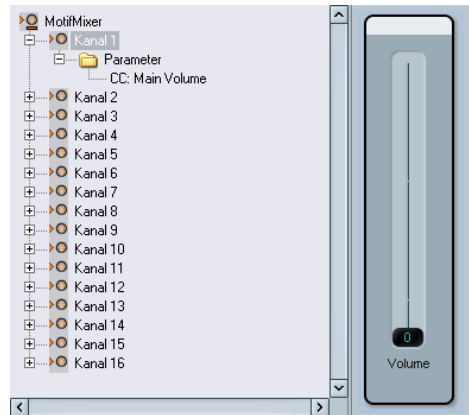 MotifMixer
Kanal 1
Parameter
CC: Main Volume
Kanal 2
Kanal 3
Kanal 4
Kanal 5
Kanal 6
Kanal 7
Kanal 8
Kanal 9
Kanal 10
Kanal 11
Kanal 12
Kanal 13
Kanal 14
Kanal 15
Kanal 16
0
Volume